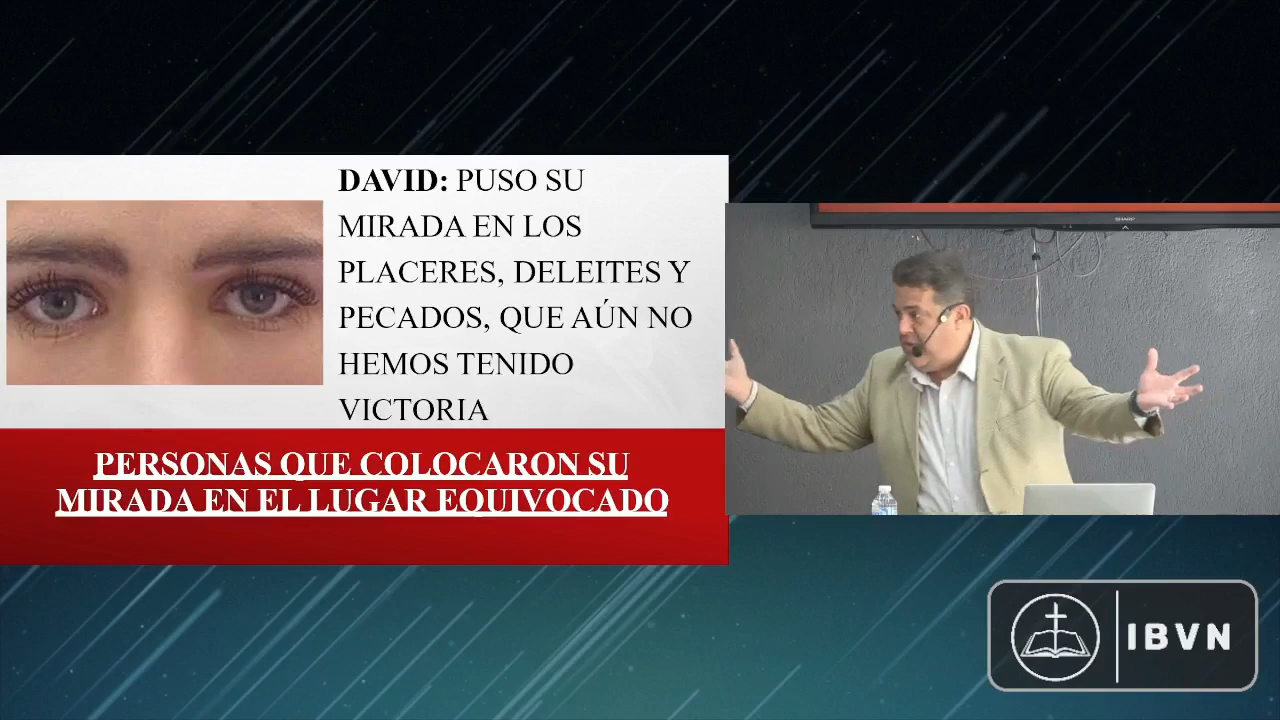 DAVID: PUSO SU
MIRADA EN LOS
PLACERES, DELEITES Y
PECADOS, QUE AÚN NO
HEMOS TENIDO
VICTORIA
PERSONAS QUE COLOCARON SU
MIRADA EN EL LUGAR EQUIVOCADO
SHARP
IBVN